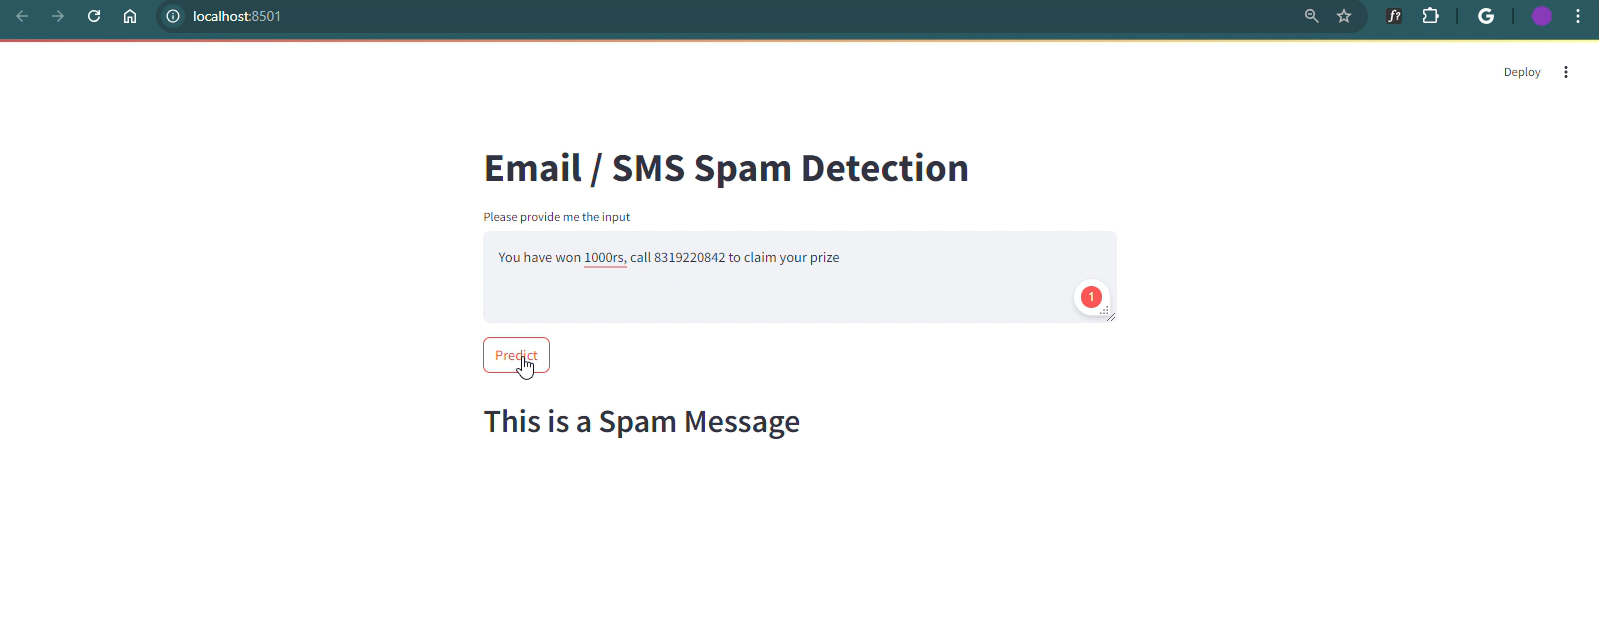 localhost:8501
Deploy
Email / SMS Spam Detection
Please provide me the input
You have won 1000rs, call 8319220842 to claim your prize
1
Predict
This is a Spam Message